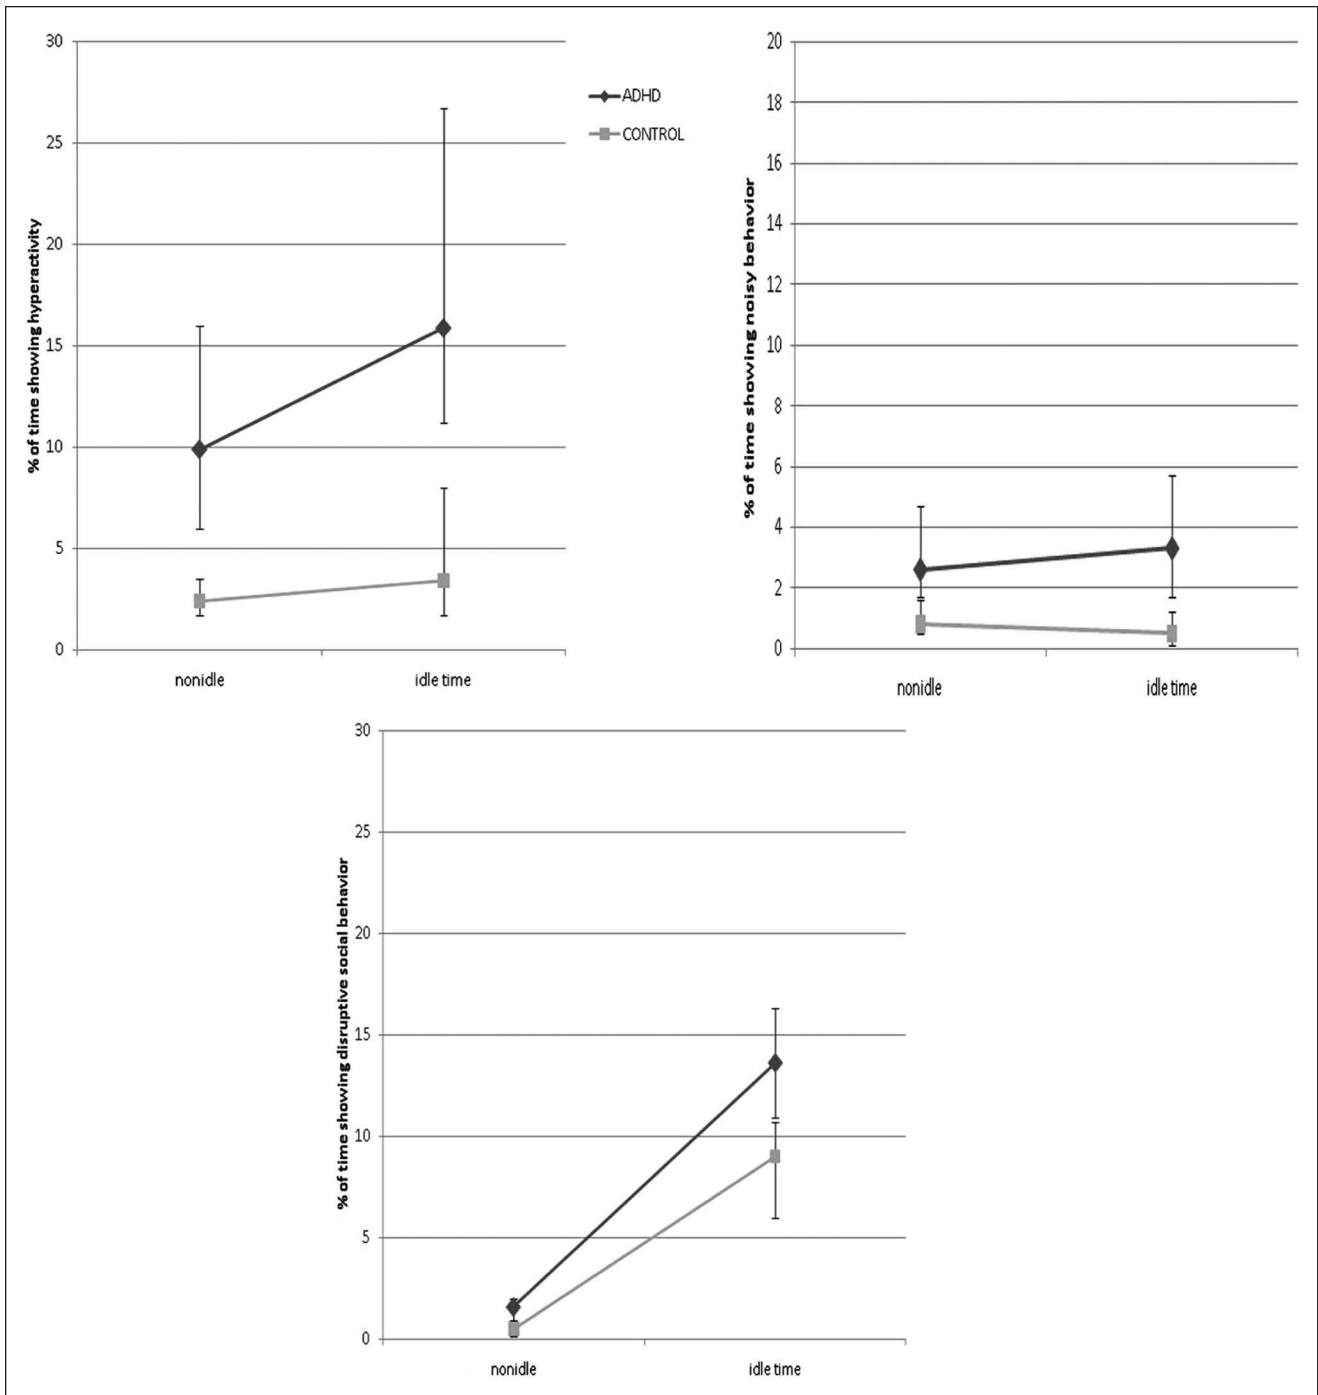 30
25
20
15
10
5
0
% of time showing hyperactivity
nonidle
idle time
ADHD
CONTROL
20
18
16
14
12
10
8
6
4
2
0
% of time showing noisy behavior
nonidle
idle time
30
25
20
15
10
5
0
% of time showing disruptive social behavior
nonidle
idle time